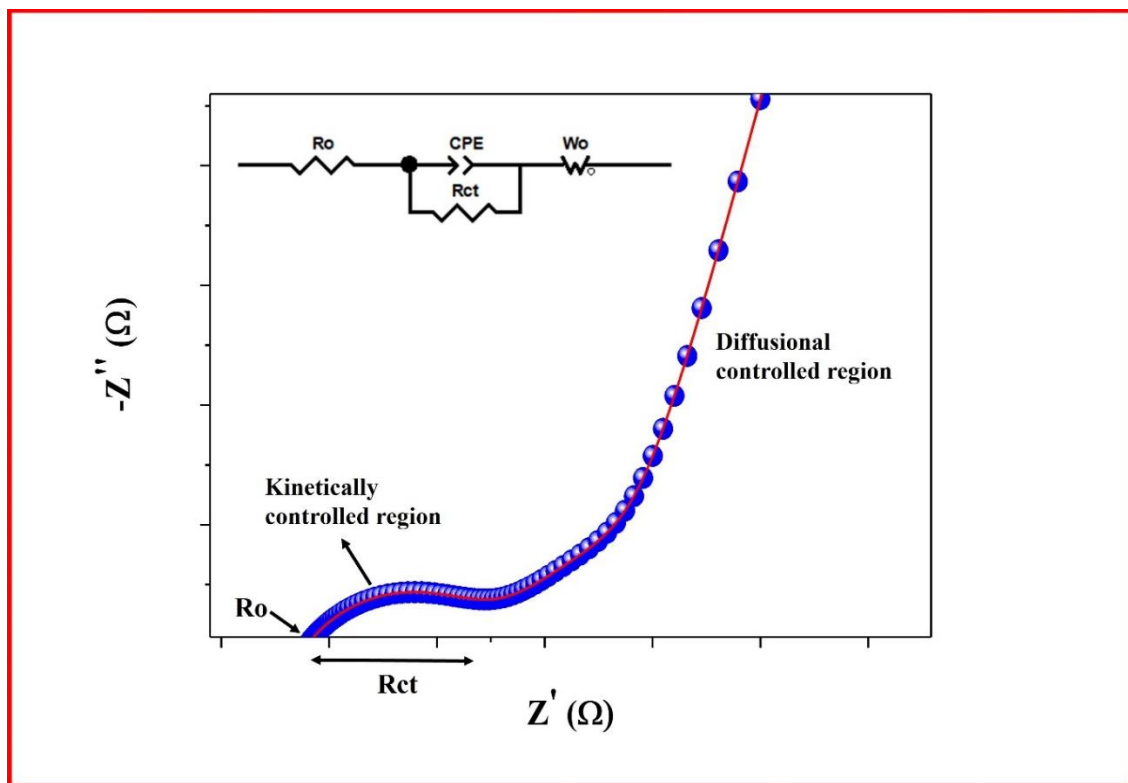 Ro
CPE
Wo
Rct
-Z'' (Ω)
Diffusional
controlled region
Kinetically
controlled region
Ro
Rct
Z' (Ω)